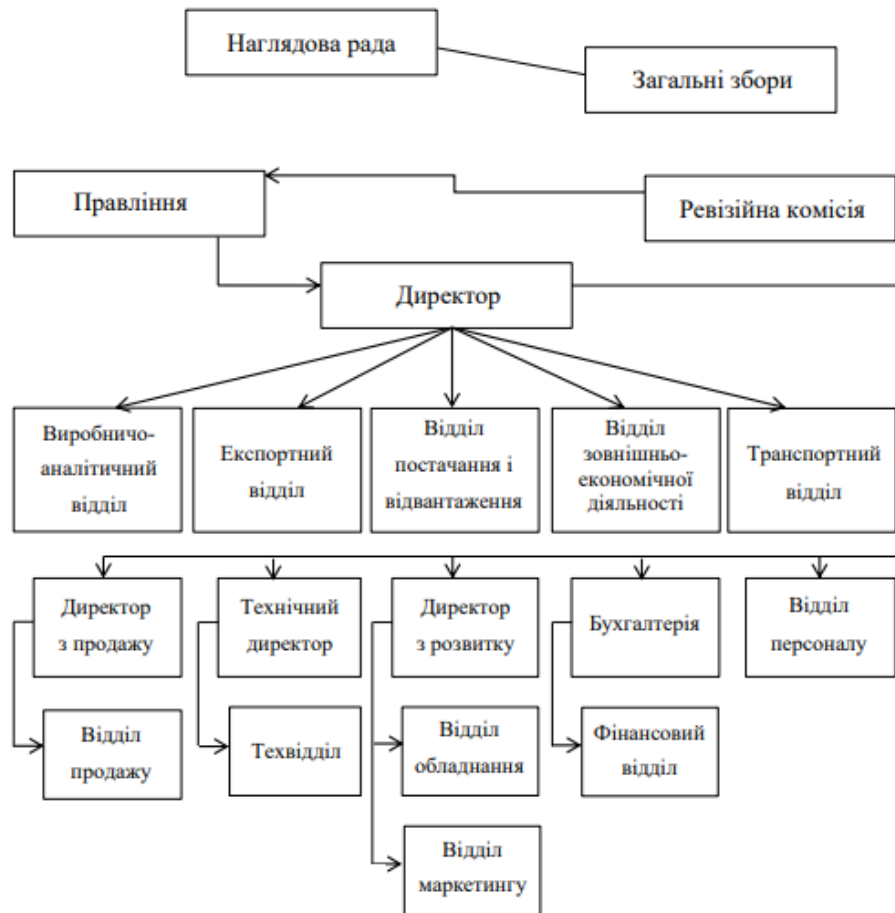 Наглядова рада
Загальні збори
Правління
Ревізійна комісія
Директор
Виробничо-
аналітичний
відділ
Експортний
відділ
Відділ
постачання і
відвантаження
Відділ
зовнішньо-
економічної
діяльності
Транспортний
відділ
Директор
з продажу
Технічний
директор
Директор
з розвитку
Бухгалтерія
Відділ
персоналу
Відділ
продажу
Техвідділ
Відділ
обладнання
Фінансовий
відділ
Відділ
маркетингу